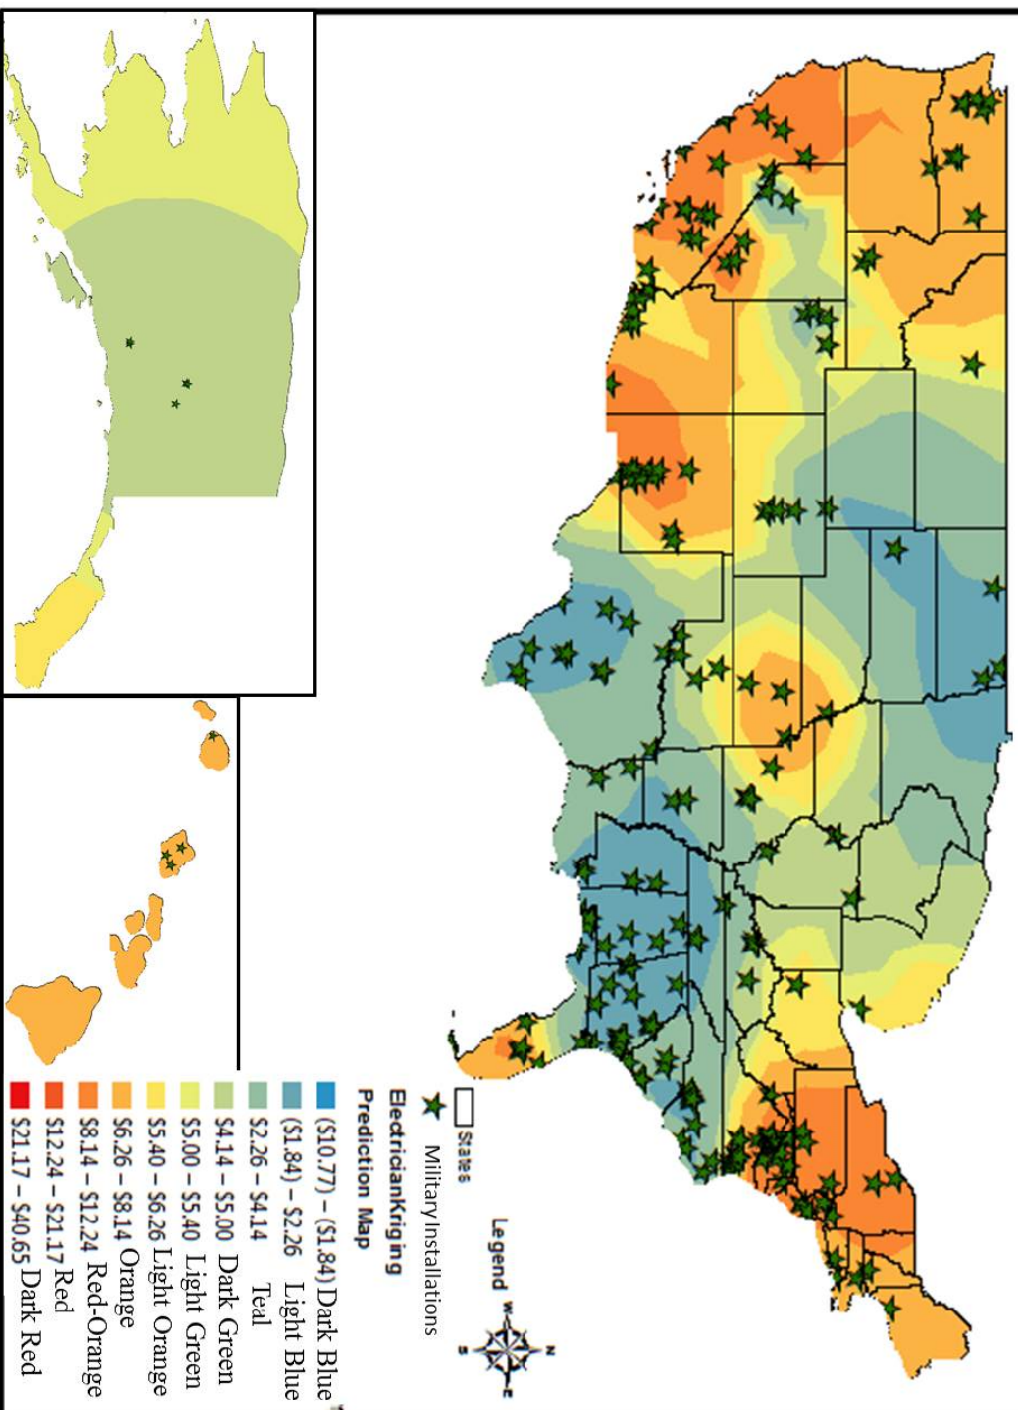 Legend
N
W
E
S
States
Military Installations
ElectricianKriging
Prediction Map
($10.77) – ($1.84) Dark Blue
($1.84) – $2.26 Light Blue
$2.26 – $4.14 Teal
$4.14 – $5.00 Dark Green
$5.00 – $5.40 Light Green
$5.40 – $6.26 Light Orange
$6.26 – $8.14 Orange
$8.14 – $12.24 Red-Orange
$12.24 – $21.17 Red
$21.17 – $40.65 Dark Red